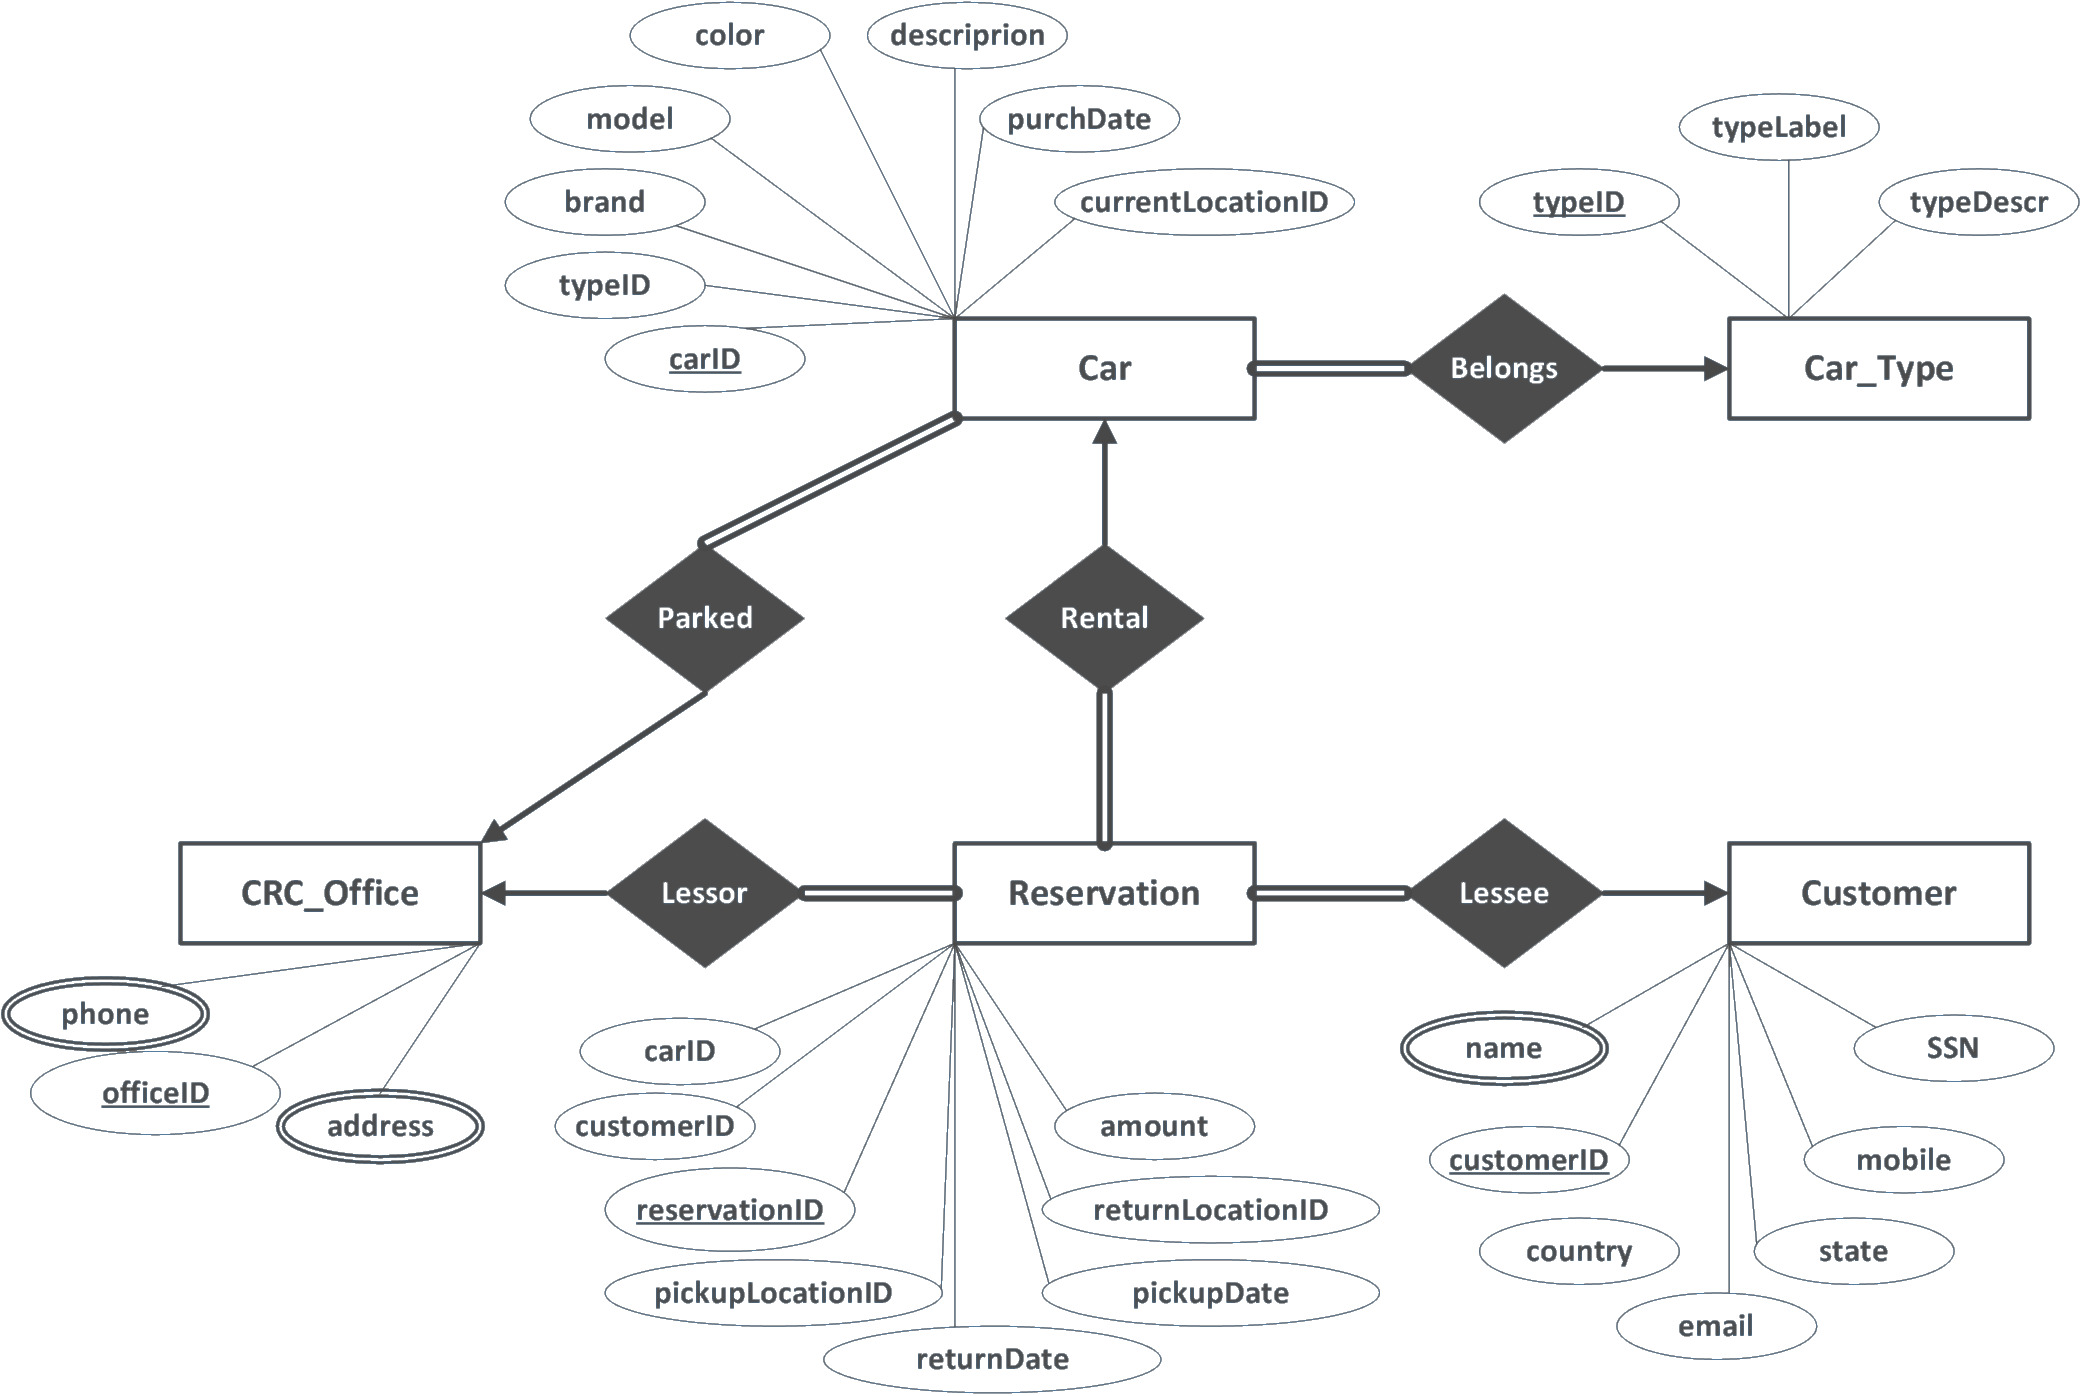 color
descriprion
model
purchDate
typeLabel
brand
currentLocationID
typeID
typeDescr
typeID
carID
Car
Belongs
Car_Type
Parked
Rental
CRC_Office
Lessor
Reservation
Lessee
Customer
phone
officeID
address
carID
customerID
reservationID
pickupLocationID
returnDate
pickupDate
returnLocationID
amount
name
SSN
customerID
mobile
country
state
email